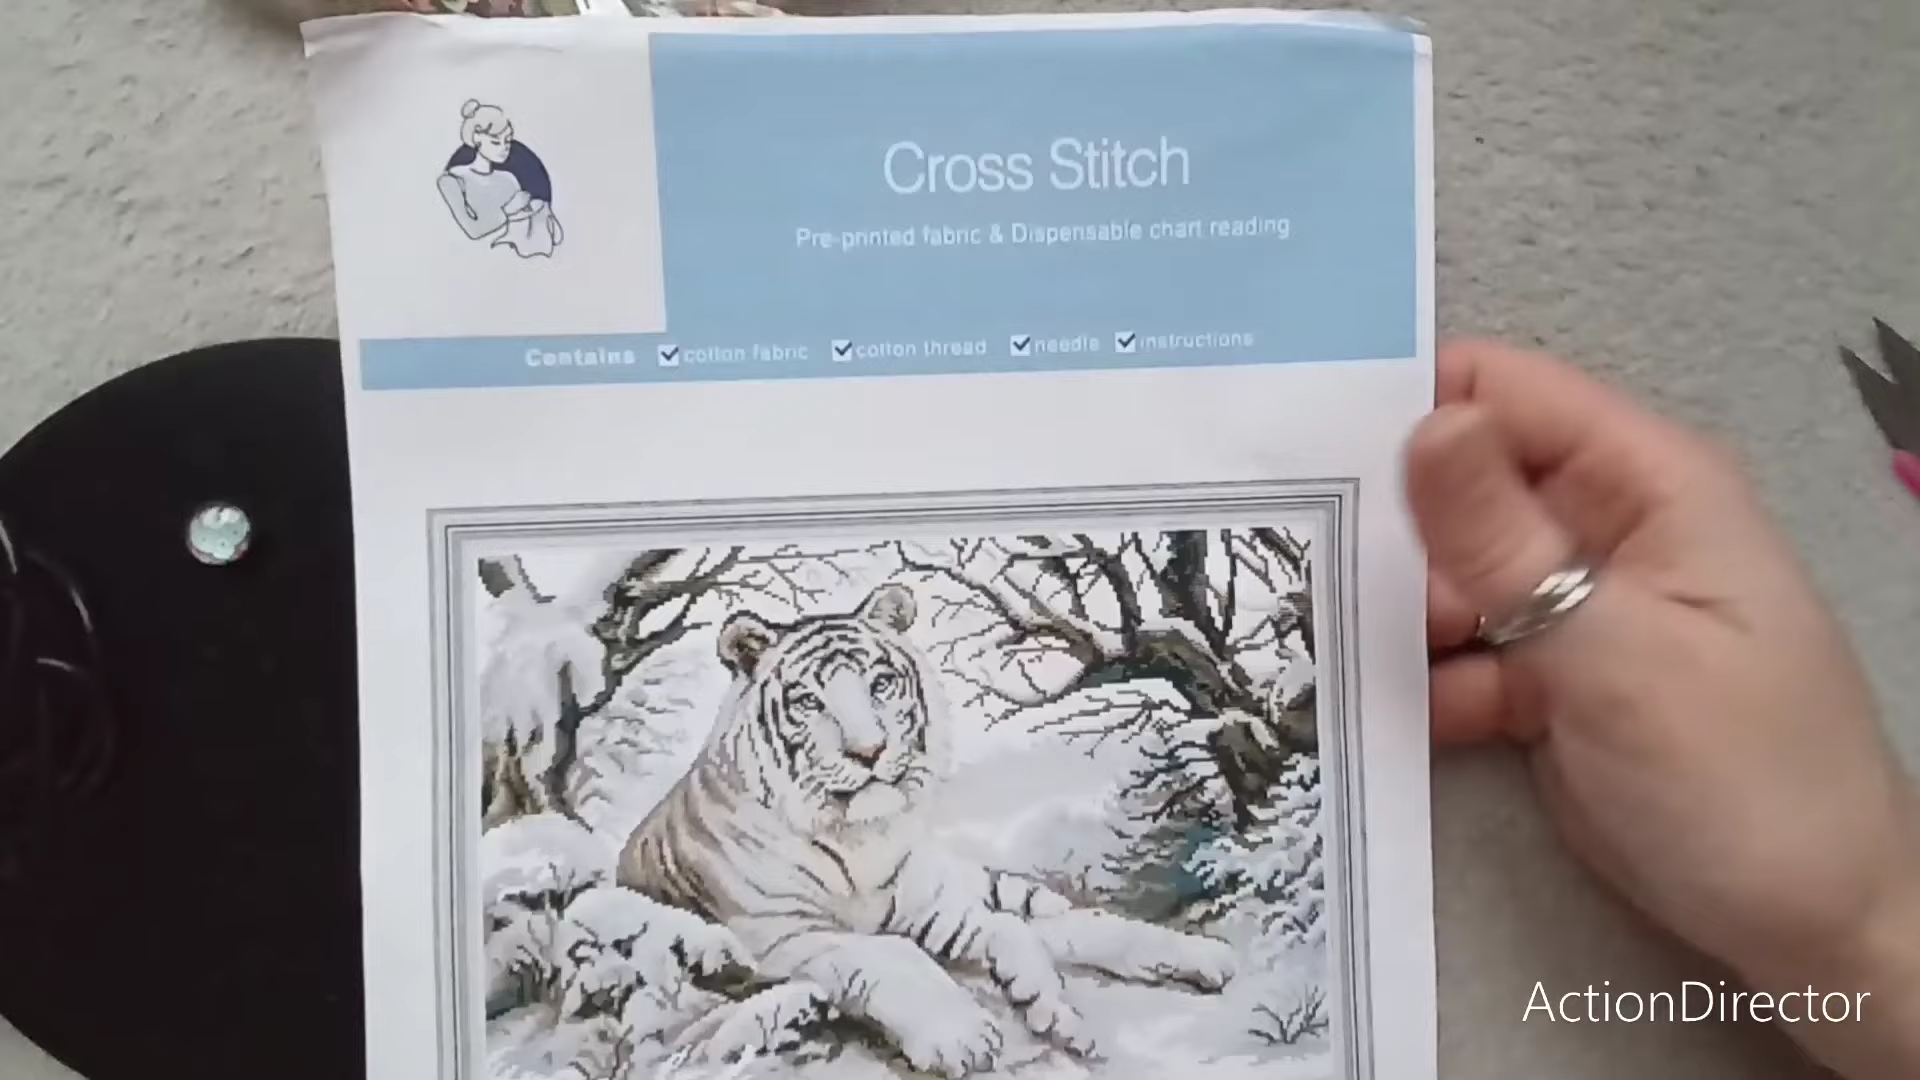 Cross Stitch
Pre-printed fabric & Dispensable chart reading
Contains cotton fabric cotton thread needle instructions
ActionDirector